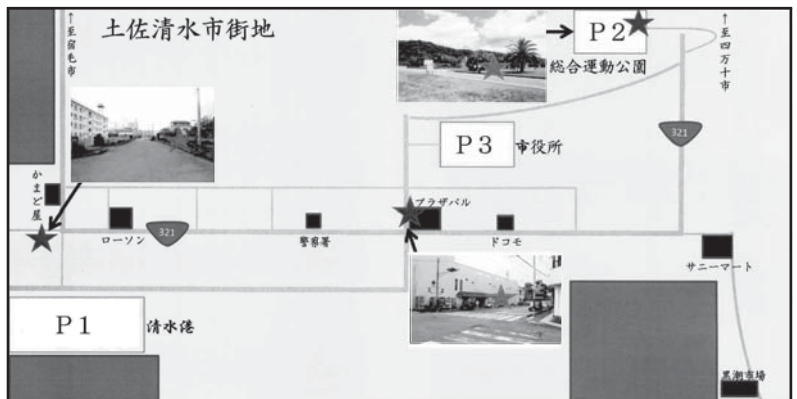 土佐清水市街地
↑至宿毛市
P2
総合運動公園
↑至四万十市
321
P3
市役所
かまど屋
プラザパル
ローソン
321
警察署
ドコモ
サニーマート
P1
清水港
黒潮市場